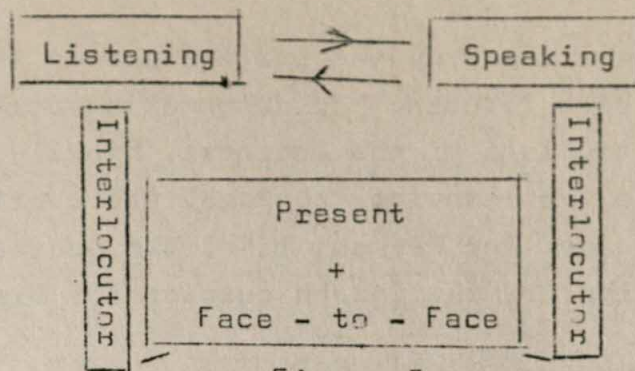 Listening Speaking
Interlocutor Interlocutor
Present
+
Face - to - Face